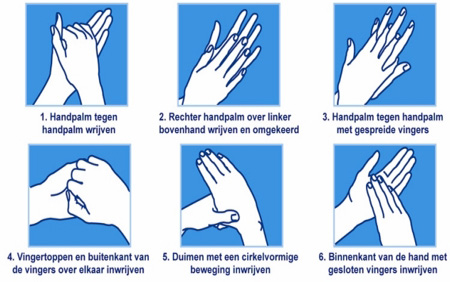 1. Handpalm tegen
handpalm wrijven
2. Rechter handpalm over linker
bovenhand wrijven en omgekeerd
3. Handpalm tegen handpalm
met gespreide vingers
4. Vingertoppen en buitenkant van
de vingers over elkaar inwrijven
5. Duimen met een cirkelvormige
beweging inwrijven
6. Binnenkant van de hand met
gesloten vingers inwrijven